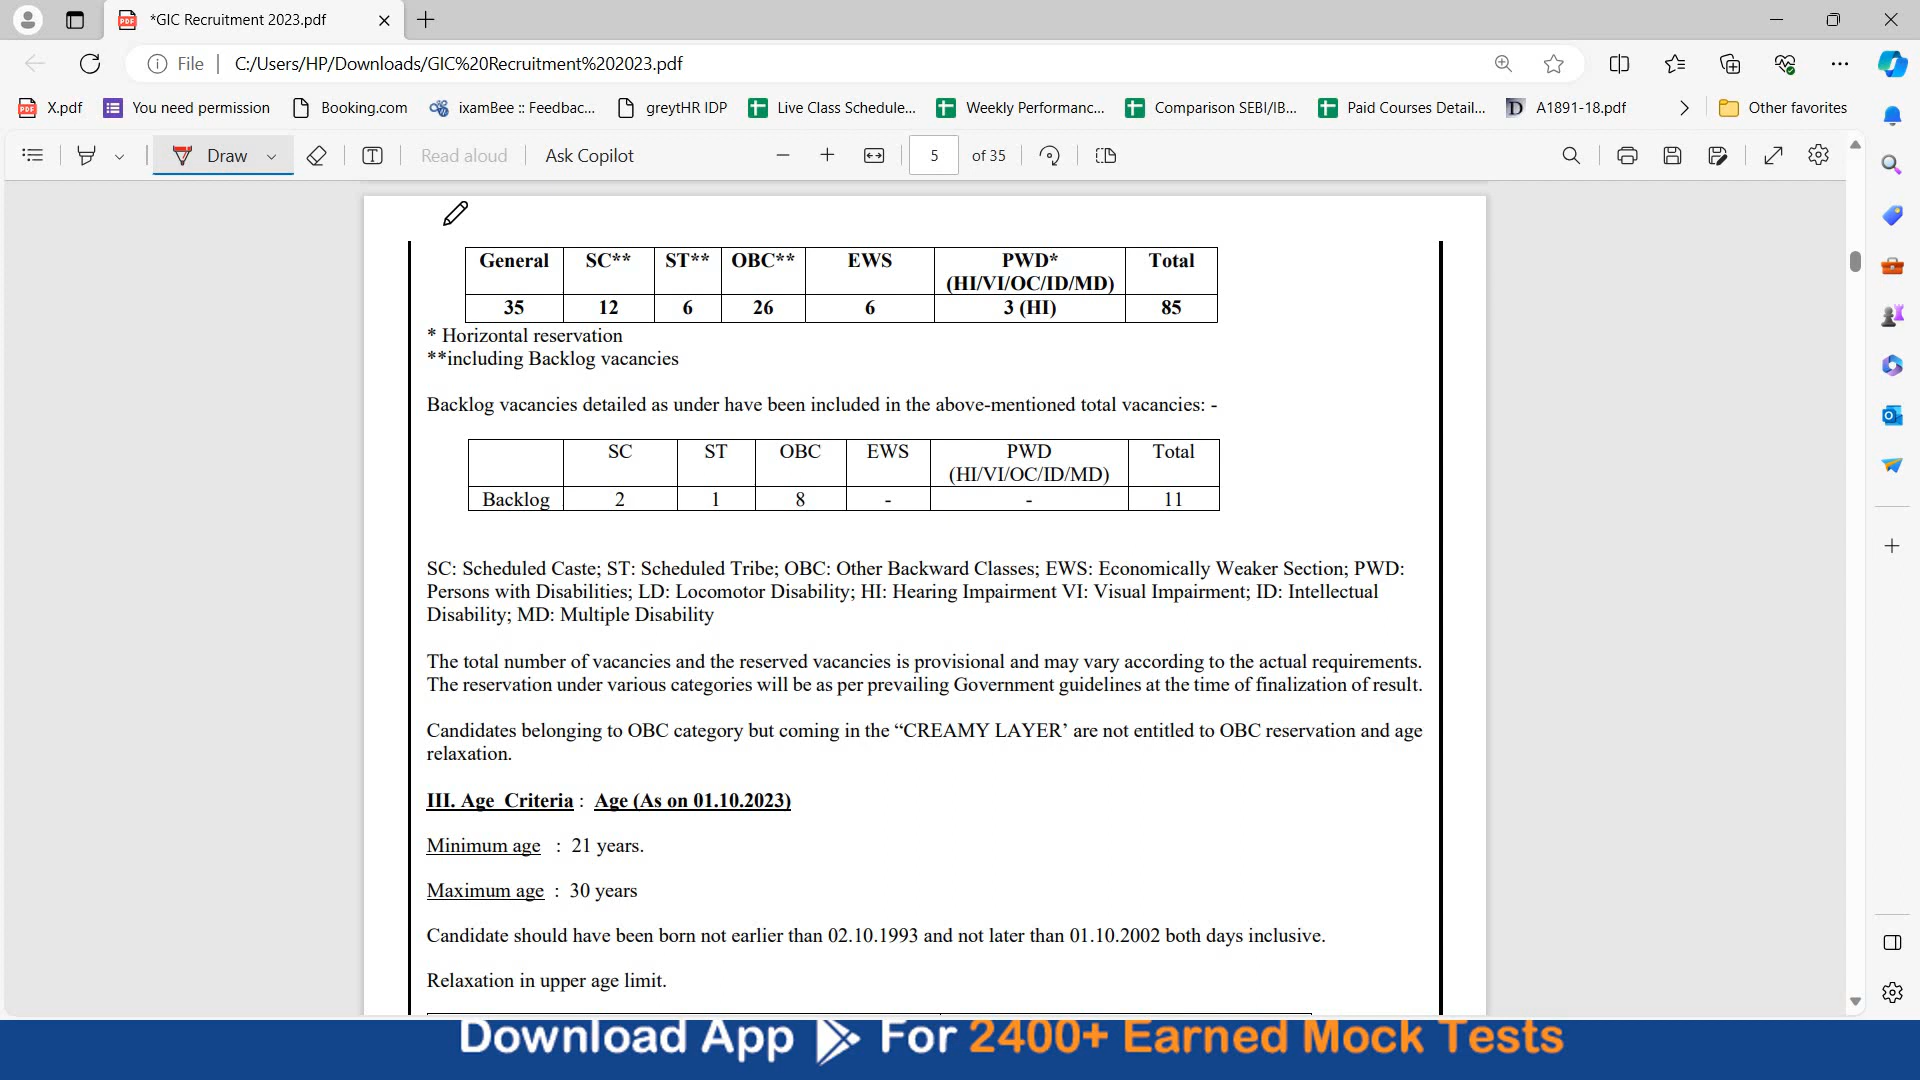 *GIC Recruitment 2023.pdf
File C:/Users/HP/Downloads/GIC%20Recruitment%202023.pdf
X.pdf You need permission Booking.com ixamBee :: Feedbac... greytHR IDP Live Class Schedule... Weekly Performanc... Comparison SEBI/IB... Paid Courses Detail... A1891-18.pdf Other favorites
Draw Read aloud Ask Copilot 5 of 35
General SC** ST** OBC** EWS PWD* Total
(HI/VI/OC/ID/MD)
35 12 6 26 6 3 (HI) 85
* Horizontal reservation
**including Backlog vacancies
Backlog vacancies detailed as under have been included in the above-mentioned total vacancies: -
SC ST OBC EWS PWD Total
(HI/VI/OC/ID/MD)
Backlog 2 1 8 - - 11
SC: Scheduled Caste; ST: Scheduled Tribe; OBC: Other Backward Classes; EWS: Economically Weaker Section; PWD:
Persons with Disabilities; LD: Locomotor Disability; HI: Hearing Impairment VI: Visual Impairment; ID: Intellectual
Disability; MD: Multiple Disability
The total number of vacancies and the reserved vacancies is provisional and may vary according to the actual requirements.
The reservation under various categories will be as per prevailing Government guidelines at the time of finalization of result.
Candidates belonging to OBC category but coming in the “CREAMY LAYER’ are not entitled to OBC reservation and age
relaxation.
III. Age Criteria : Age (As on 01.10.2023)
Minimum age : 21 years.
Maximum age : 30 years
Candidate should have been born not earlier than 02.10.1993 and not later than 01.10.2002 both days inclusive.
Relaxation in upper age limit.
Download App For 2400+ Earned Mock Tests